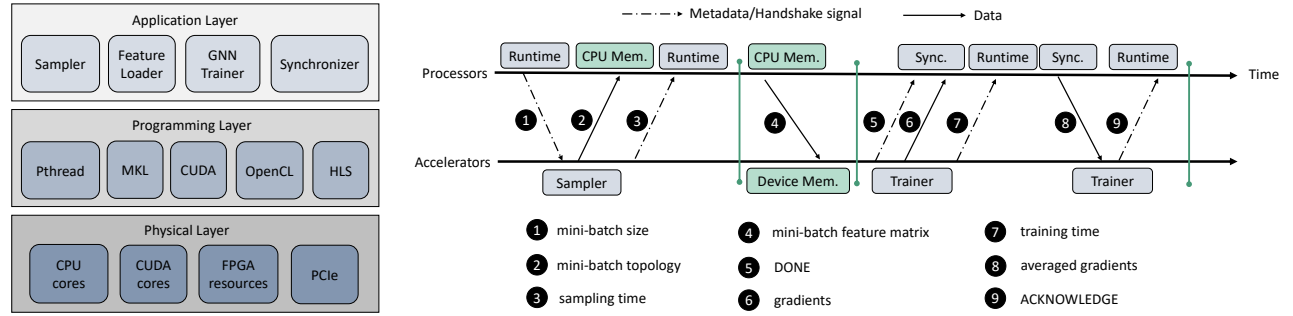 Application Layer
Sampler
Feature
Loader
GNN
Trainer
Synchronizer
Programming Layer
Pthread
MKL
CUDA
OpenCL
HLS
Physical Layer
CPU
cores
CUDA
cores
FPGA
resources
PCIe
Metadata/Handshake signal
Data
Runtime
CPU Mem.
Runtime
CPU Mem.
Sync.
Runtime
Sync.
Runtime
Processors
Time
1
2
3
4
5
6
7
8
9
Accelerators
Sampler
Device Mem.
Trainer
Trainer
1 mini-batch size
2 mini-batch topology
3 sampling time
4 mini-batch feature matrix
5 DONE
6 gradients
7 training time
8 averaged gradients
9 ACKNOWLEDGE